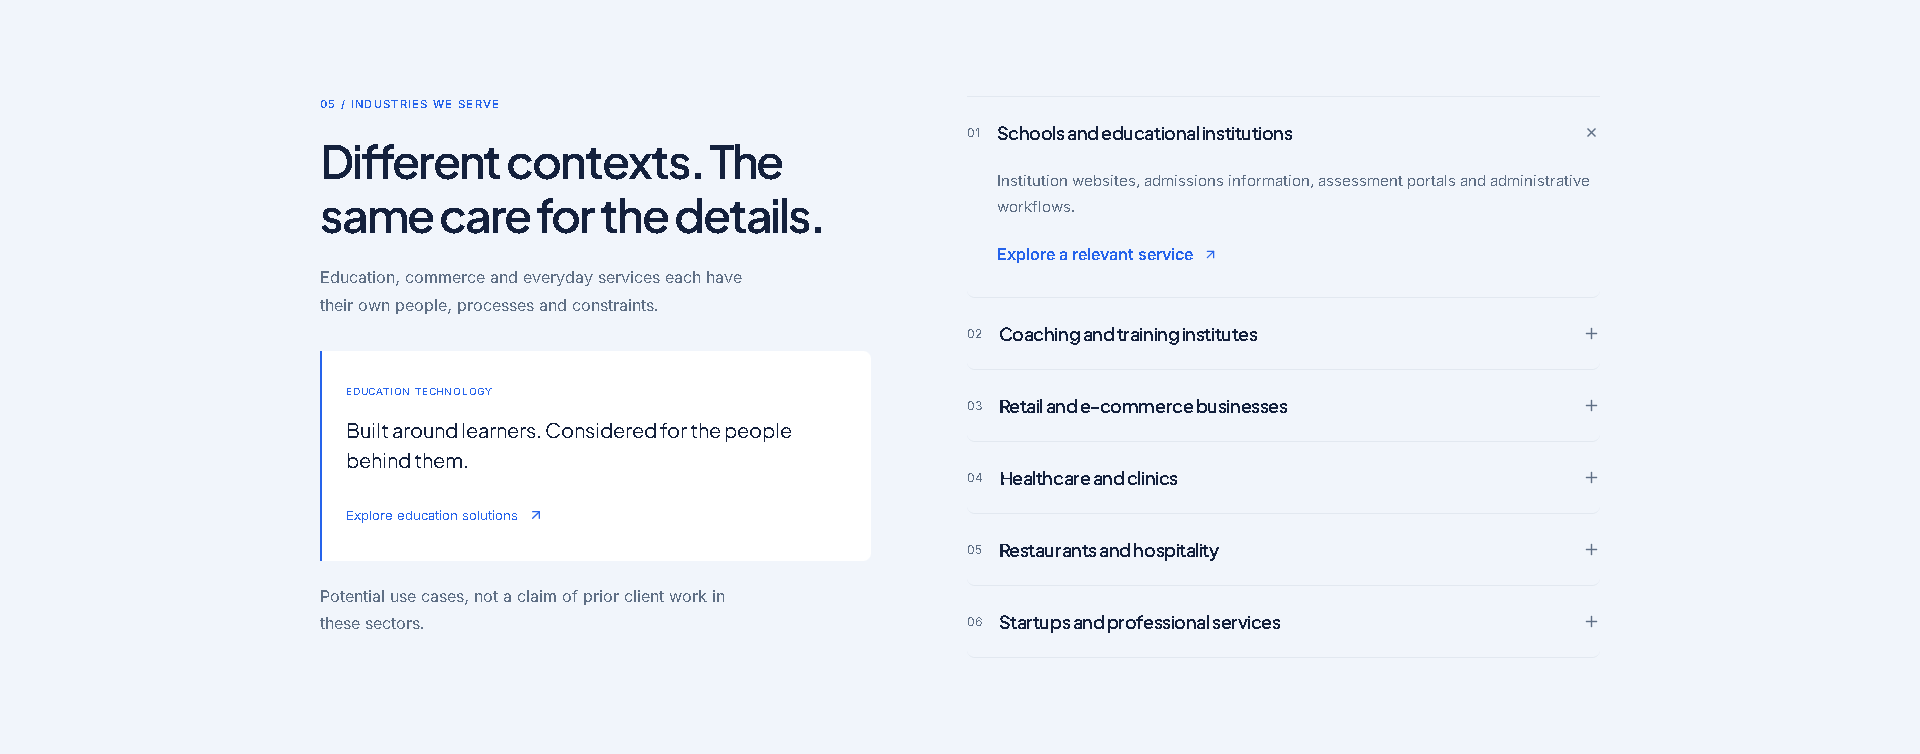 05 / INDUSTRIES WE SERVE
Different contexts. The
same care for the details.
Education, commerce and everyday services each have
their own people, processes and constraints.
EDUCATION TECHNOLOGY
Built around learners. Considered for the people
behind them.
Explore education solutions
Potential use cases, not a claim of prior client work in
these sectors.
01 Schools and educational institutions
Institution websites, admissions information, assessment portals and administrative
workflows.
Explore a relevant service
02 Coaching and training institutes
03 Retail and e-commerce businesses
04 Healthcare and clinics
05 Restaurants and hospitality
06 Startups and professional services